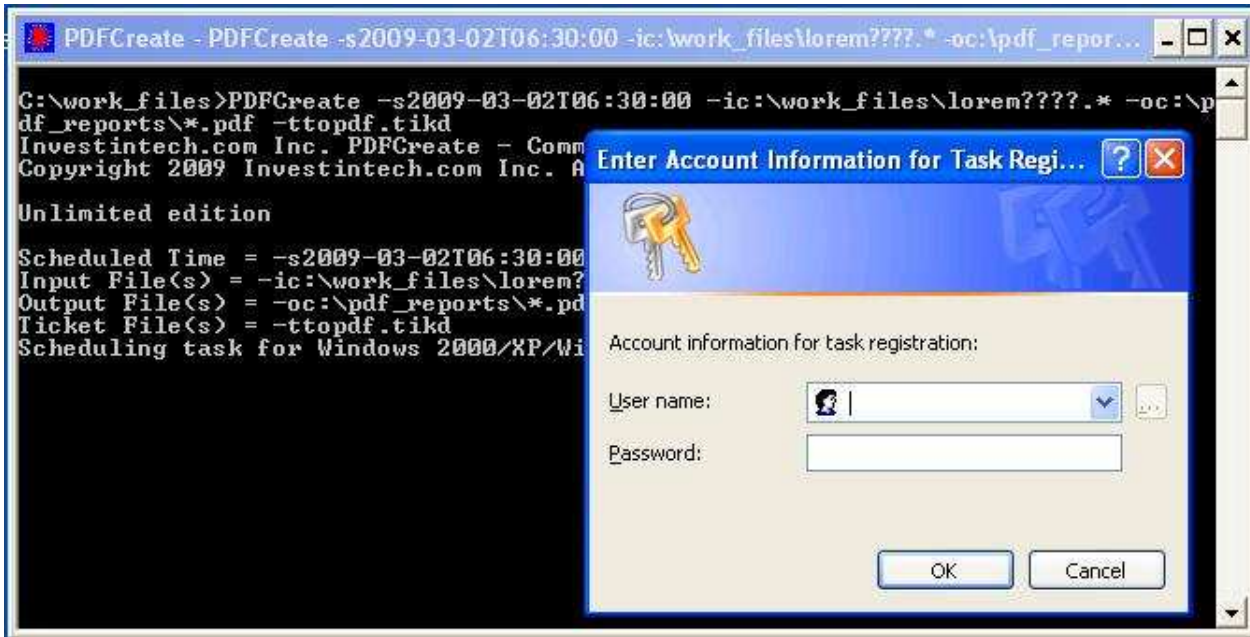 PDFCreate - PDFCreate -s2009-03-02T06:30:00 -ic:\work_files\lorem????.* -oc:\pdf_repor...
C:\work_files>PDFCreate -s2009-03-02T06:30:00 -ic:\work_files\lorem????.* -oc:\p
df_reports\*.pdf -ttopdf.tikd
Investintech.com Inc. PDFCreate - Comm
Copyright 2009 Investintech.com Inc. A
Unlimited edition
Scheduled Time = -s2009-03-02T06:30:00
Input File(s) = -ic:\work_files\lorem?
Output File(s) = -oc:\pdf_reports\*.pd
Ticket File(s) = -ttopdf.tikd
Scheduling task for Windows 2000/XP/Wi
Enter Account Information for Task Regi...
Account information for task registration:
User name:
Password:
OK
Cancel